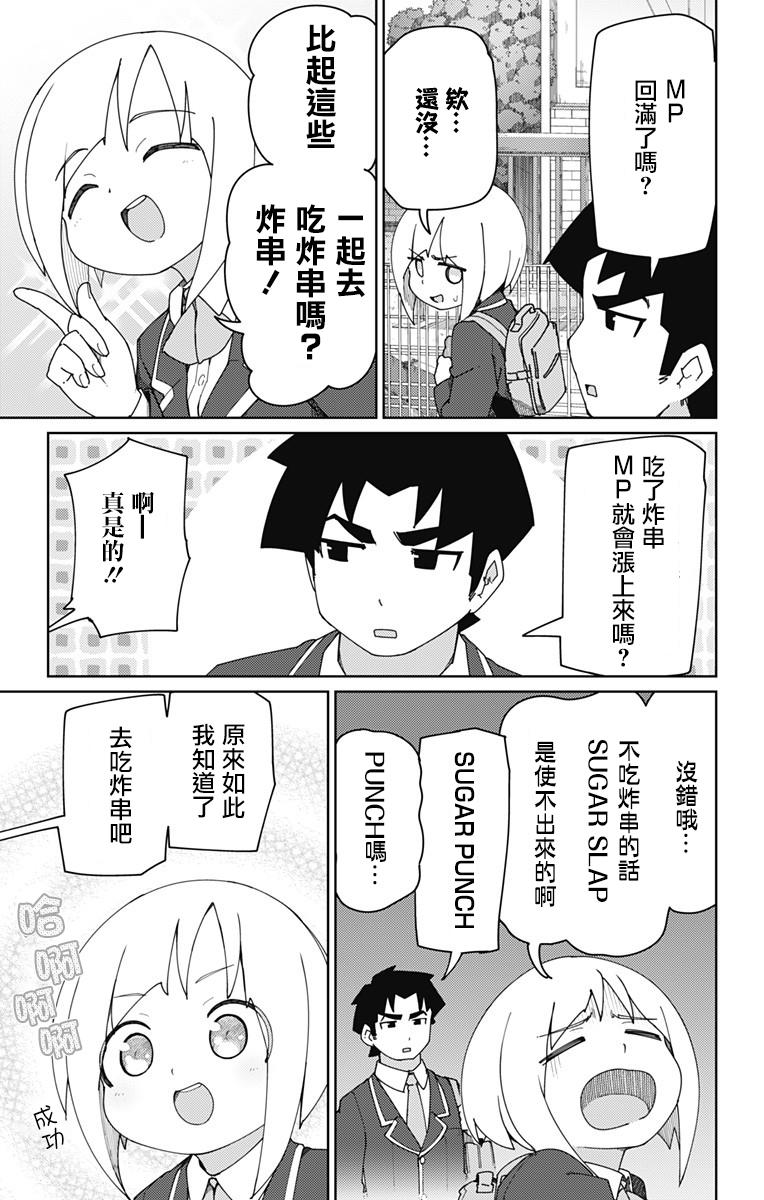 MP
回滿了嗎？
欸…
還沒…
比起這些
一起去
吃炸串嗎？
炸串！
吃了炸串
MP就會漲上來嗎？
啊—
真是的!!
沒錯哦…
不吃炸串的話
SUGAR SLAP
是使不出來的啊
SUGAR PUNCH
PUNCH嗎…
原來如此
我知道了
去吃炸串吧
哈啊啊啊
成功